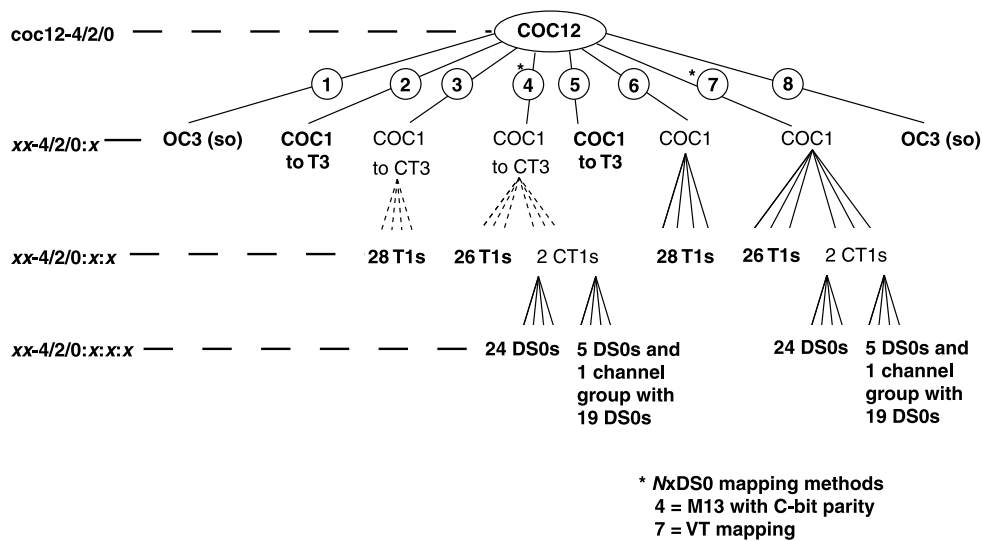 coc12-4/2/0
COC12
1
2
3
*
4
5
6
*
7
8
xx-4/2/0:x
OC3 (so)
COC1
to T3
COC1
to CT3
COC1
to CT3
COC1
to T3
COC1
COC1
OC3 (so)
xx-4/2/0:x:x
28 T1s
26 T1s
2 CT1s
28 T1s
26 T1s
2 CT1s
xx-4/2/0:x:x:x
24 DS0s
5 DS0s and
1 channel
group with
19 DS0s
24 DS0s
5 DS0s and
1 channel
group with
19 DS0s
* NxDS0 mapping methods
4 = M13 with C-bit parity
7 = VT mapping